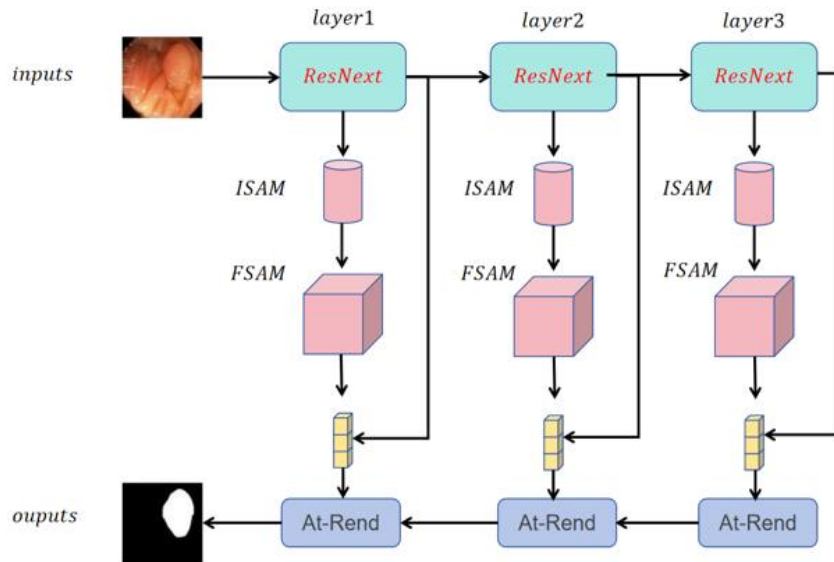 layer1 layer2 layer3
inputs ResNext ResNext ResNext
ISAM ISAM ISAM
FSAM FSAM FSAM
ouputs At-Rend At-Rend At-Rend